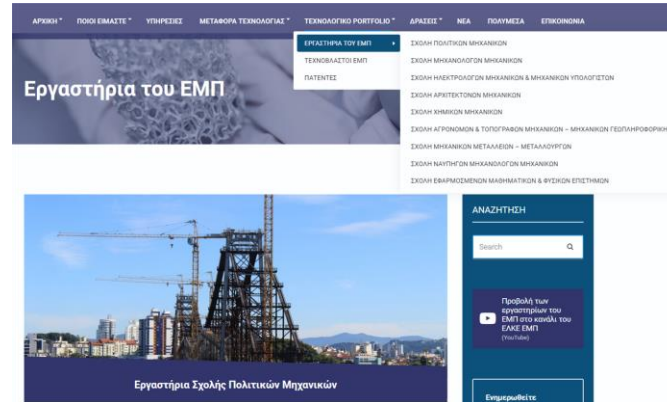 ΑΡΧΙΚΗ ΠΟΙΟΙ ΕΙΜΑΣΤΕ ΥΠΗΡΕΣΙΕΣ ΜΕΤΑΦΟΡΑ ΤΕΧΝΟΛΟΓΙΑΣ ΤΕΧΝΟΛΟΓΙΚΟ PORTFOLIO ΔΡΑΣΕΙΣ ΝΕΑ ΠΟΛΥΜΕΣΑ ΕΠΙΚΟΙΝΩΝΙΑ
ΕΡΓΑΣΤΗΡΙΑ ΤΟΥ ΕΜΠ
ΤΕΧΝΟΒΛΑΣΤΟΙ ΕΜΠ
ΠΑΤΕΝΤΕΣ
ΣΧΟΛΗ ΠΟΛΙΤΙΚΩΝ ΜΗΧΑΝΙΚΩΝ
ΣΧΟΛΗ ΜΗΧΑΝΟΛΟΓΩΝ ΜΗΧΑΝΙΚΩΝ
ΣΧΟΛΗ ΗΛΕΚΤΡΟΛΟΓΩΝ ΜΗΧΑΝΙΚΩΝ & ΜΗΧΑΝΙΚΩΝ ΥΠΟΛΟΓΙΣΤΩΝ
ΣΧΟΛΗ ΑΡΧΙΤΕΚΤΟΝΩΝ ΜΗΧΑΝΙΚΩΝ
ΣΧΟΛΗ ΧΗΜΙΚΩΝ ΜΗΧΑΝΙΚΩΝ
ΣΧΟΛΗ ΑΓΡΟΝΟΜΩΝ & ΤΟΠΟΓΡΑΦΩΝ ΜΗΧΑΝΙΚΩΝ – ΜΗΧΑΝΙΚΩΝ ΓΕΩΠΛΗΡΟΦΟΡΙΚΗ
ΣΧΟΛΗ ΜΗΧΑΝΙΚΩΝ ΜΕΤΑΛΛΕΙΩΝ – ΜΕΤΑΛΛΟΥΡΓΩΝ
ΣΧΟΛΗ ΝΑΥΠΗΓΩΝ ΜΗΧΑΝΟΛΟΓΩΝ ΜΗΧΑΝΙΚΩΝ
ΣΧΟΛΗ ΕΦΑΡΜΟΣΜΕΝΩΝ ΜΑΘΗΜΑΤΙΚΩΝ & ΦΥΣΙΚΩΝ ΕΠΙΣΤΗΜΩΝ
Εργαστήρια του ΕΜΠ
Εργαστήρια Σχολής Πολιτικών Μηχανικών
ΑΝΑΖΗΤΗΣΗ
Search
Προβολή των
εργαστηρίων του
ΕΜΠ στο κανάλι του
ΕΛΚΕ ΕΜΠ
(YouTube)
Ενημερωθείτε